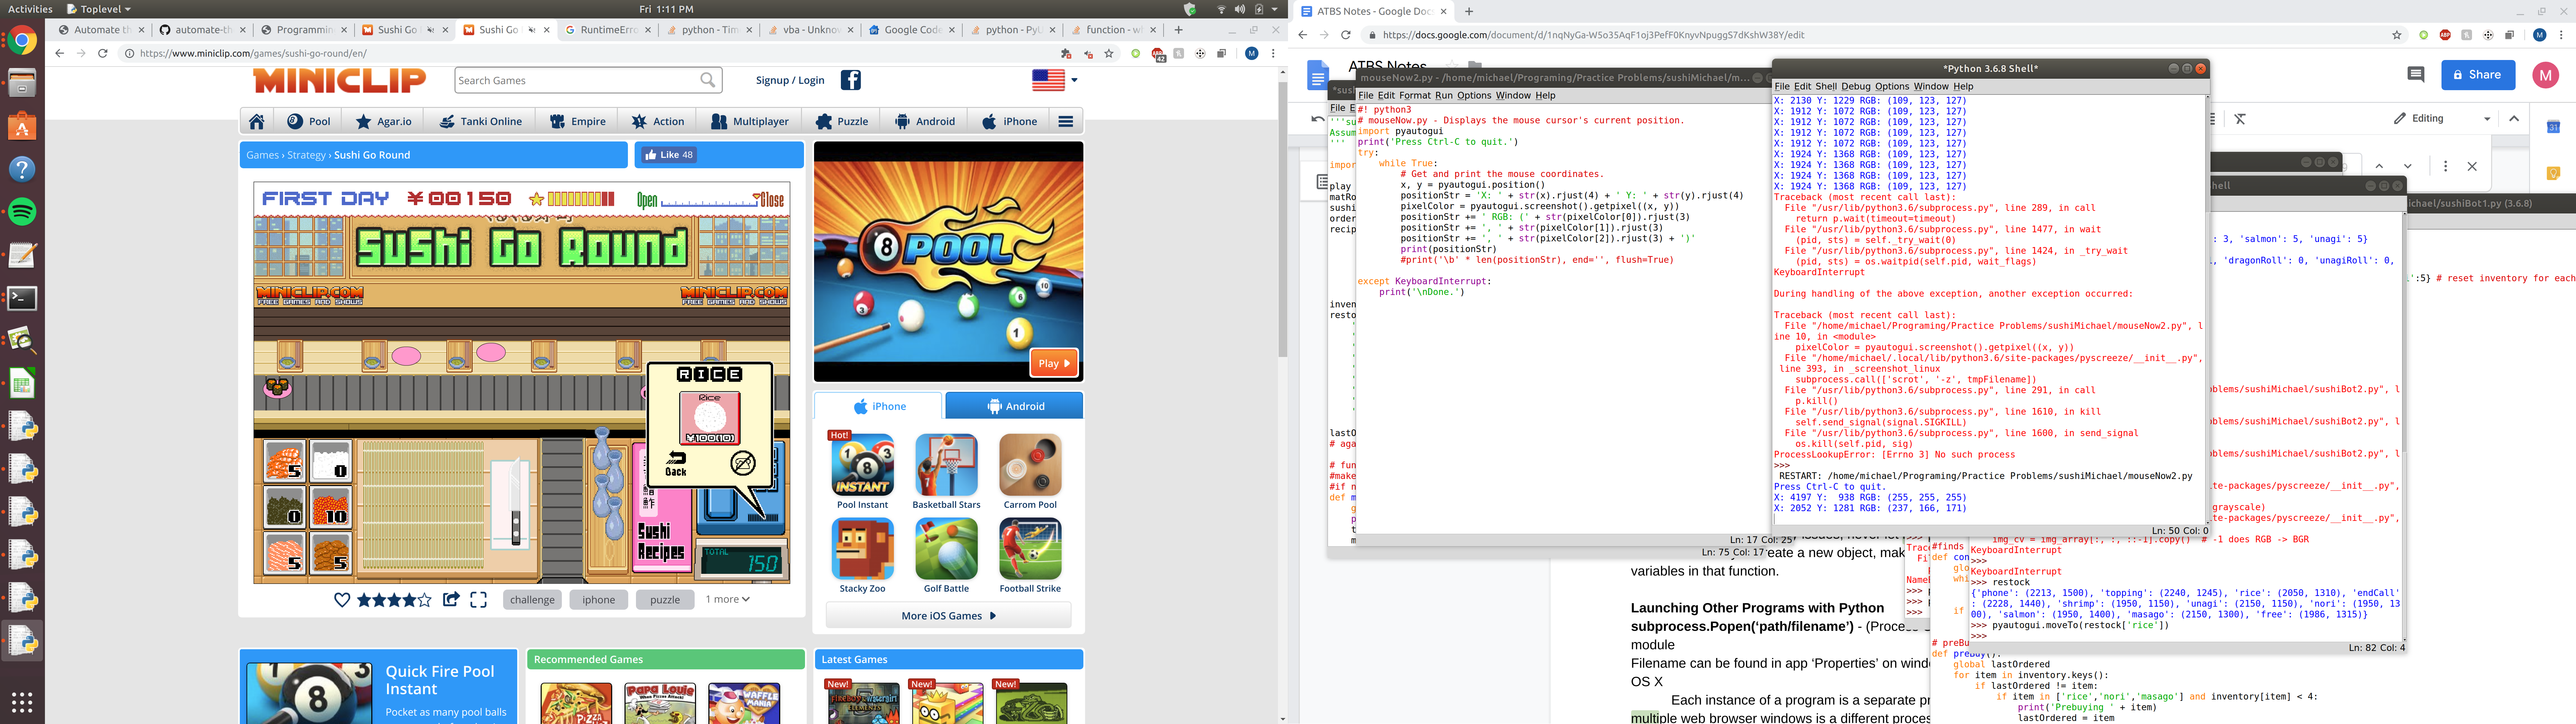 Activities
Toplevel
Fri 1:11 PM
Automate th
automate-th
Programmin
Sushi Go
Sushi Go
RuntimeErro
python - Tim
vba - Unknow
Google Code
python - PyU
function - wh
https://www.miniclip.com/games/sushi-go-round/en/
42
M
MINICLIP
Search Games
Signup / Login
Pool
Agar.io
Tanki Online
Empire
Action
Multiplayer
Puzzle
Android
iPhone
Games › Strategy › Sushi Go Round
Like 48
FIRST DAY
¥00150
Open
Close
Sushi Go Round
MINICLIP.COM
FREE GAMES AND SHOWS
MINICLIP.COM
FREE GAMES AND SHOWS
RICE
Rice
¥100(10)
Back
5
0
0
10
5
5
Sushi
Recipes
TOTAL
150
challenge
iphone
puzzle
1 more
8 POOL
Play
iPhone
Android
Hot!
INSTANT
Pool Instant
Basketball Stars
Carrom Pool
Stacky Zoo
Golf Battle
Football Strike
More iOS Games
Quick Fire Pool
Instant
Pocket as many pool balls
Recommended Games
Latest Games
New!
New!
New!
ATBS Notes - Google Doc
https://docs.google.com/document/d/1nqNyGa-W5o35AqF1oj3PefF0KnyvNpuggS7dKshW38Y/edit
ATBS Notes
Share
M
Editing
mouseNow2.py - /home/michael/Programing/Practice Problems/sushiMichael/m...
File Edit Format Run Options Window Help
#! python3
# mouseNow.py - Displays the mouse cursor's current position.
import pyautogui
print('Press Ctrl-C to quit.')
try:
while True:
# Get and print the mouse coordinates.
x, y = pyautogui.position()
positionStr = 'X: ' + str(x).rjust(4) + ' Y: ' + str(y).rjust(4)
pixelColor = pyautogui.screenshot().getpixel((x, y))
positionStr += ' RGB: (' + str(pixelColor[0]).rjust(3)
positionStr += ', ' + str(pixelColor[1]).rjust(3)
positionStr += ', ' + str(pixelColor[2]).rjust(3) + ')'
print(positionStr)
#print('\b' * len(positionStr), end='', flush=True)
except KeyboardInterrupt:
print('\nDone.')
Ln: 17 Col: 25
Ln: 75 Col: 17
*Python 3.6.8 Shell*
File Edit Shell Debug Options Window Help
X: 2130 Y: 1229 RGB: (109, 123, 127)
X: 1912 Y: 1072 RGB: (109, 123, 127)
X: 1912 Y: 1072 RGB: (109, 123, 127)
X: 1912 Y: 1072 RGB: (109, 123, 127)
X: 1912 Y: 1072 RGB: (109, 123, 127)
X: 1924 Y: 1368 RGB: (109, 123, 127)
X: 1924 Y: 1368 RGB: (109, 123, 127)
X: 1924 Y: 1368 RGB: (109, 123, 127)
X: 1924 Y: 1368 RGB: (109, 123, 127)
Traceback (most recent call last):
File "/usr/lib/python3.6/subprocess.py", line 289, in call
return p.wait(timeout=timeout)
File "/usr/lib/python3.6/subprocess.py", line 1477, in wait
(pid, sts) = self._try_wait(0)
File "/usr/lib/python3.6/subprocess.py", line 1424, in _try_wait
(pid, sts) = os.waitpid(self.pid, wait_flags)
KeyboardInterrupt
During handling of the above exception, another exception occurred:
Traceback (most recent call last):
File "/home/michael/Programing/Practice Problems/sushiMichael/mouseNow2.py", l
ine 10, in <module>
pixelColor = pyautogui.screenshot().getpixel((x, y))
File "/home/michael/.local/lib/python3.6/site-packages/pyscreeze/__init__.py",
line 393, in _screenshot_linux
subprocess.call(['scrot', '-z', tmpFilename])
File "/usr/lib/python3.6/subprocess.py", line 291, in call
p.kill()
File "/usr/lib/python3.6/subprocess.py", line 1610, in kill
self.send_signal(signal.SIGKILL)
File "/usr/lib/python3.6/subprocess.py", line 1600, in send_signal
os.kill(self.pid, sig)
ProcessLookupError: [Errno 3] No such process
>>>
RESTART: /home/michael/Programing/Practice Problems/sushiMichael/mouseNow2.py
Press Ctrl-C to quit.
X: 4197 Y:  938 RGB: (255, 255, 255)
X: 2052 Y: 1281 RGB: (237, 166, 171)
Ln: 50 Col: 0
ichael/sushiBot1.py (3.6.8)
: 3, 'salmon': 5, 'unagi': 5}
, 'dragonRoll': 0, 'unagiRoll': 0,
':5} # reset inventory for each
oblems/sushiMichael/sushiBot2.py", l
oblems/sushiMichael/sushiBot2.py", l
oblems/sushiMichael/sushiBot2.py", l
ite-packages/pyscreeze/__init__.py",
grayscale)
ite-packages/pyscreeze/__init__.py",
img_cv = img_array[:, :, ::-1].copy() # -1 does RGB -> BGR
KeyboardInterrupt
>>>
KeyboardInterrupt
>>> restock
{'phone': (2213, 1500), 'topping': (2240, 1245), 'rice': (2050, 1310), 'endCall'
: (2228, 1440), 'shrimp': (1950, 1150), 'unagi': (2150, 1150), 'nori': (1950, 13
00), 'salmon': (1950, 1400), 'masago': (2150, 1300), 'free': (1986, 1315)}
>>> pyautogui.moveTo(restock['rice'])
>>>
Ln: 82 Col: 4
#finds
def con
# preBu
def preBuy():
global lastOrdered
for item in inventory.keys():
if lastOrdered != item:
if item in ['rice','nori','masago'] and inventory[item] < 4:
print('Prebuying ' + item)
lastOrdered = item
eate a new object, mak
variables in that function.
Launching Other Programs with Python
subprocess.Popen('path/filename') - (Proce
module
Filename can be found in app 'Properties' on wind
OS X
Each instance of a program is a separate pr
multiple web browser windows is a different proces